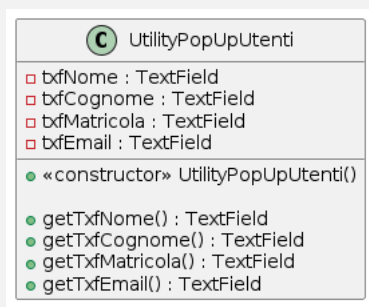 C UtilityPopUpUtenti
txfNome : TextField
txfCognome : TextField
txfMatricola : TextField
txfEmail : TextField
«constructor» UtilityPopUpUtenti()
getTxfNome() : TextField
getTxfCognome() : TextField
getTxfMatricola() : TextField
getTxfEmail() : TextField